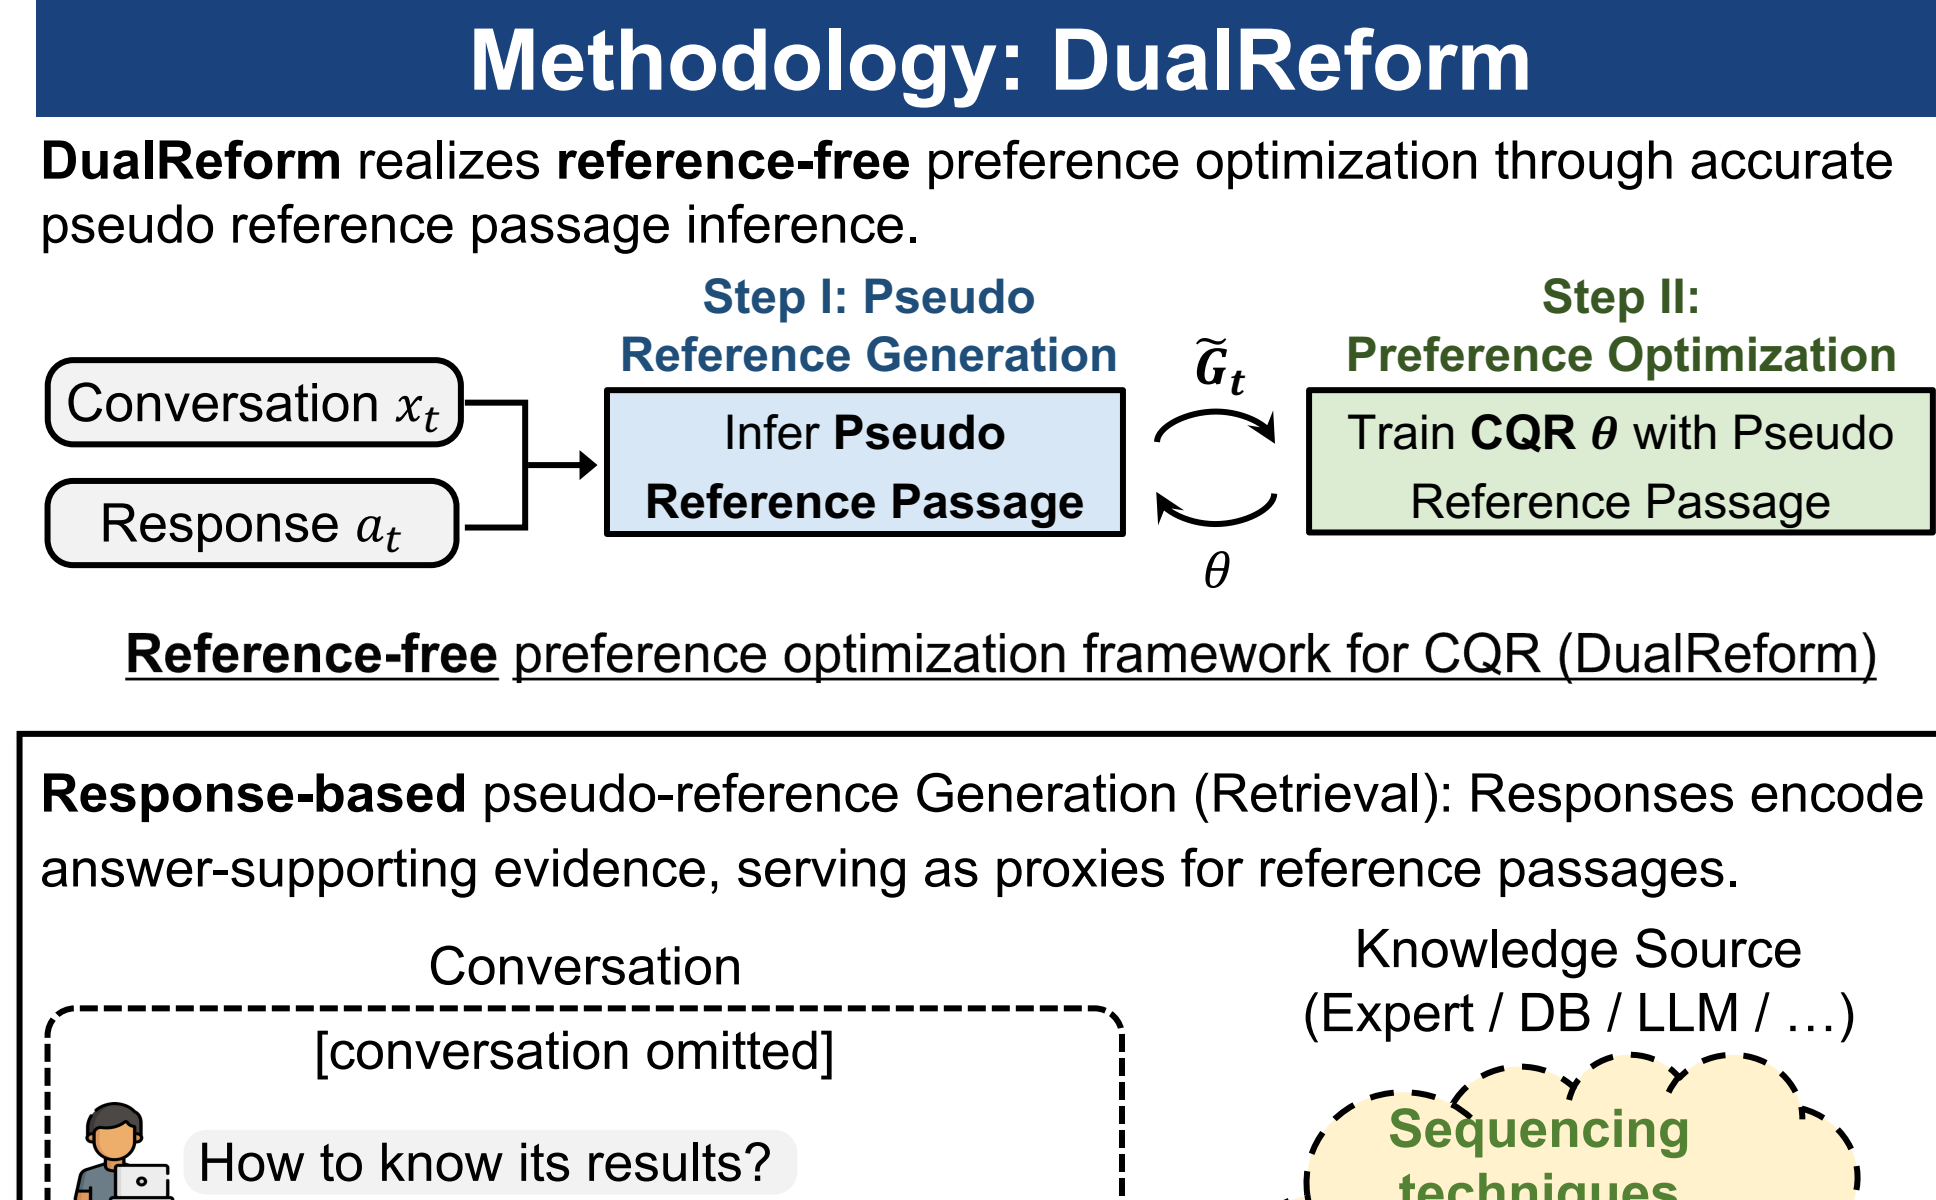 Methodology: DualReform
DualReform realizes reference-free preference optimization through accurate
pseudo reference passage inference.
Step I: Pseudo
Reference Generation
Step II:
Preference Optimization
Conversation xₜ
Response aₜ
Infer Pseudo
Reference Passage
G̃ₜ
θ
Train CQR θ with Pseudo
Reference Passage
Reference-free preference optimization framework for CQR (DualReform)
Response-based pseudo-reference Generation (Retrieval): Responses encode
answer-supporting evidence, serving as proxies for reference passages.
Conversation
[conversation omitted]
How to know its results?
Knowledge Source
(Expert / DB / LLM / …)
Sequencing
techniques